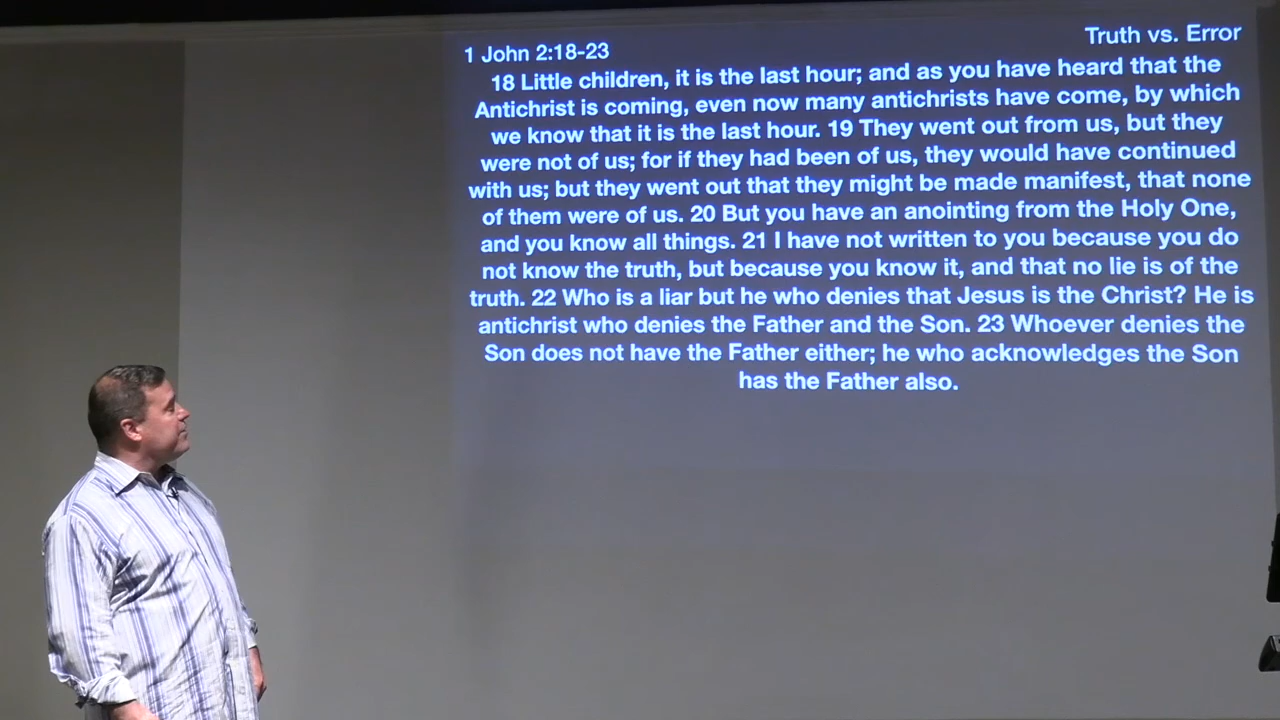 Truth vs. Error
1 John 2:18-23
18 Little children, it is the last hour; and as you have heard that the
Antichrist is coming, even now many antichrists have come, by which
we know that it is the last hour. 19 They went out from us, but they
were not of us; for if they had been of us, they would have continued
with us; but they went out that they might be made manifest, that none
of them were of us. 20 But you have an anointing from the Holy One,
and you know all things. 21 I have not written to you because you do
not know the truth, but because you know it, and that no lie is of the
truth. 22 Who is a liar but he who denies that Jesus is the Christ? He is
antichrist who denies the Father and the Son. 23 Whoever denies the
Son does not have the Father either; he who acknowledges the Son
has the Father also.